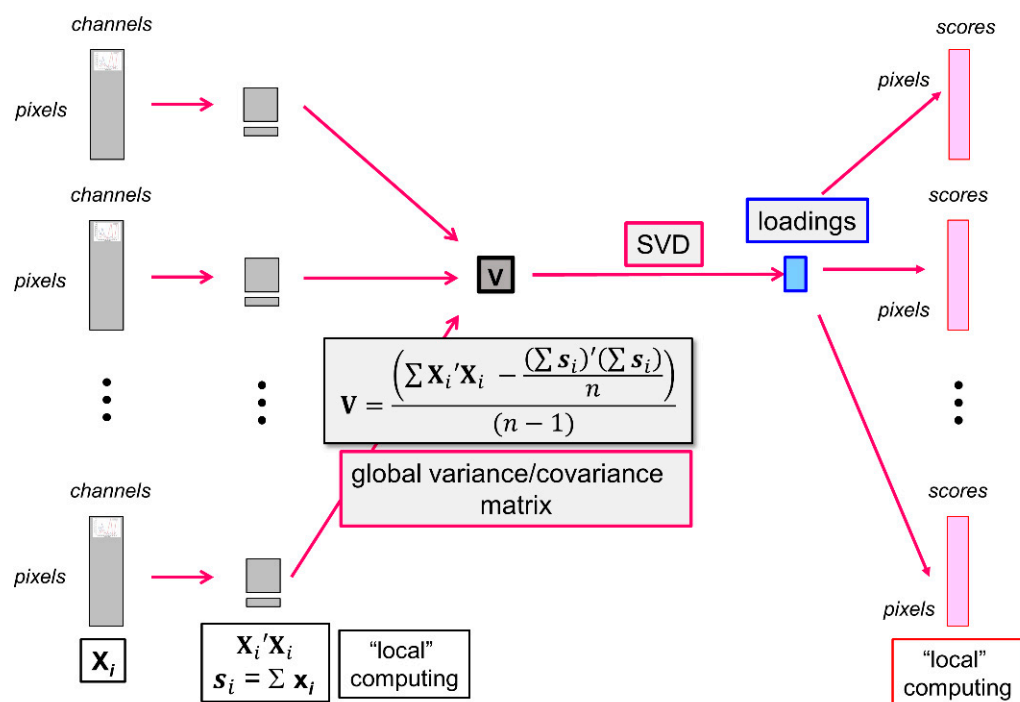 channels
pixels
channels
pixels
channels
pixels
X𝑖
X𝑖′X𝑖
𝒔𝑖 = Σ x𝑖
“local”
computing
V
V = (∑ X𝑖′X𝑖 − (∑ 𝒔𝑖)′(∑ 𝒔𝑖) / n) / (n − 1)
global variance/covariance
matrix
SVD
loadings
scores
pixels
scores
pixels
scores
pixels
“local”
computing